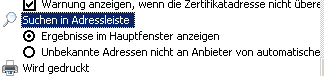 Warnung anzeigen, wenn die Zertifikatadresse nicht übere
Suchen in Adressleiste
Ergebnisse im Hauptfenster anzeigen
Unbekannte Adressen nicht an Anbieter von automatische
Wird gedruckt